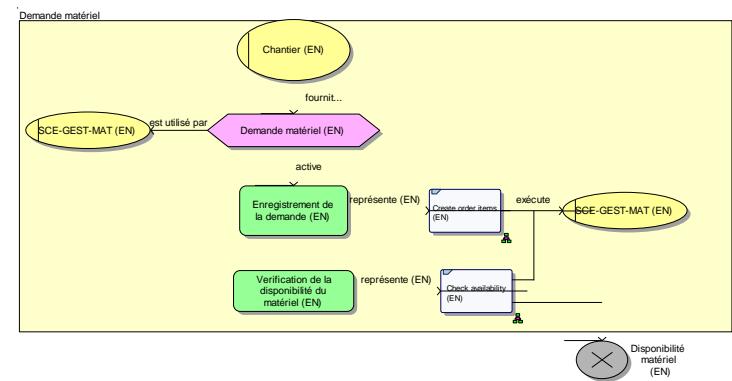 Demande matériel
Chantier (EN)
fournit...
SCE-GEST-MAT (EN)
est utilisé par
Demande matériel (EN)
active
Enregistrement de
la demande (EN)
représente (EN)
Create order items
(EN)
exécute
SCE-GEST-MAT (EN)
Verification de la
disponibilité du
matériel (EN)
représente (EN)
Check availability
(EN)
Disponibilité
matériel
(EN)